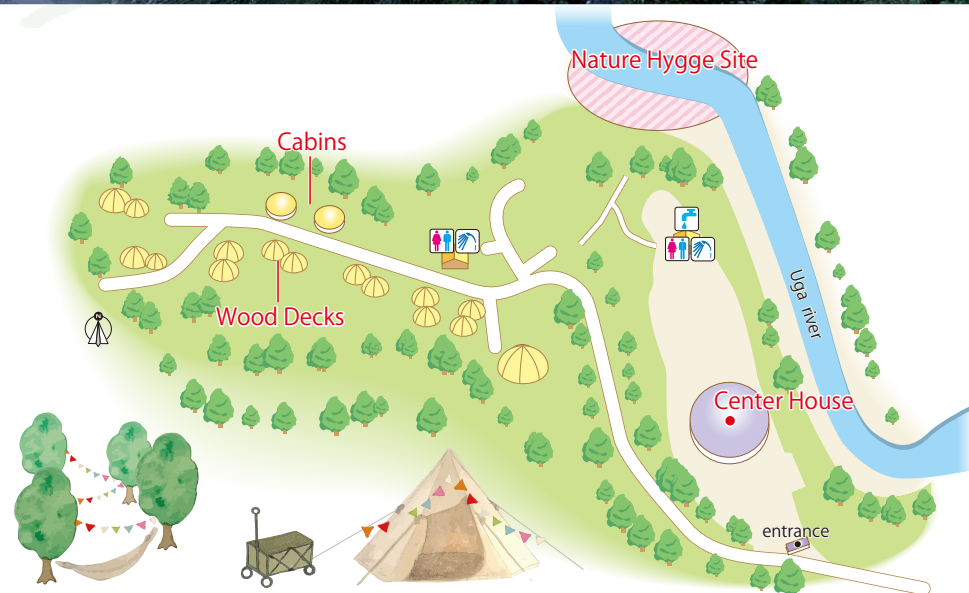 Nature Hygge Site
Cabins
Wood Decks
N
Uga river
Center House
entrance